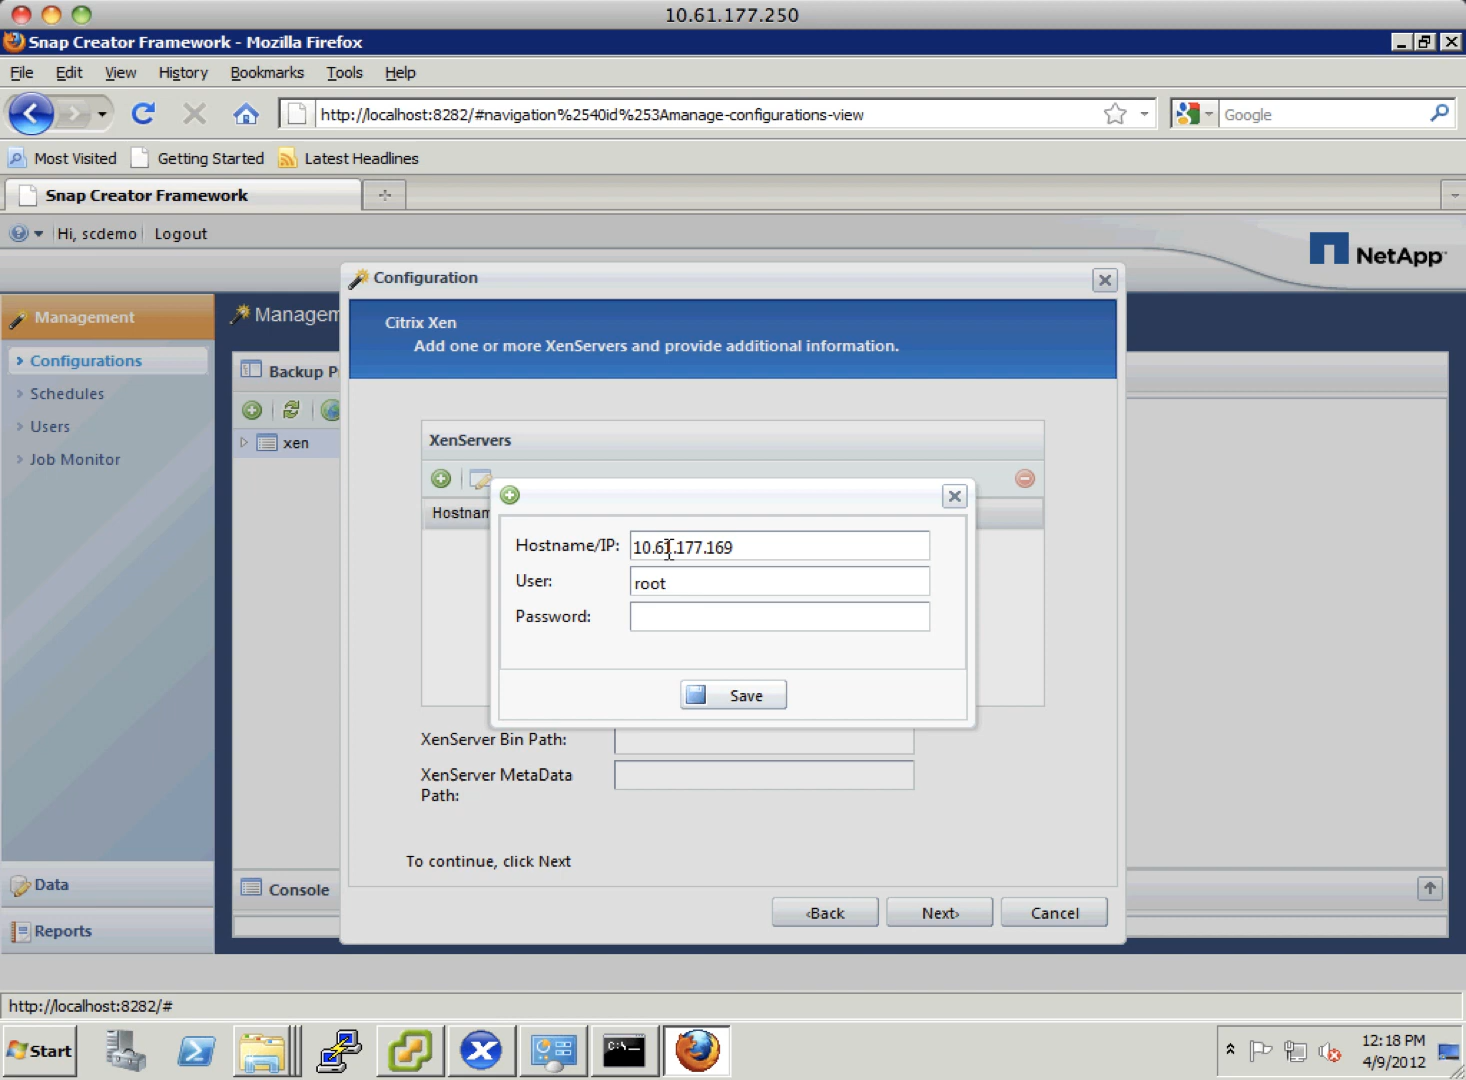 10.61.177.250
Snap Creator Framework - Mozilla Firefox
File Edit View History Bookmarks Tools Help
http://localhost:8282/#navigation%2540id%253Amanage-configurations-view
Google
Most Visited Getting Started Latest Headlines
Snap Creator Framework
Hi, scdemo Logout
NetApp
Management
Configurations
Schedules
Users
Job Monitor
Data
Reports
Managem
Backup P
xen
Console
Configuration
Citrix Xen
Add one or more XenServers and provide additional information.
XenServers
Hostnam
Hostname/IP: 10.61.177.169
User: root
Password:
Save
XenServer Bin Path:
XenServer MetaData
Path:
To continue, click Next
‹Back Next› Cancel
http://localhost:8282/#
Start
C:\
12:18 PM
4/9/2012